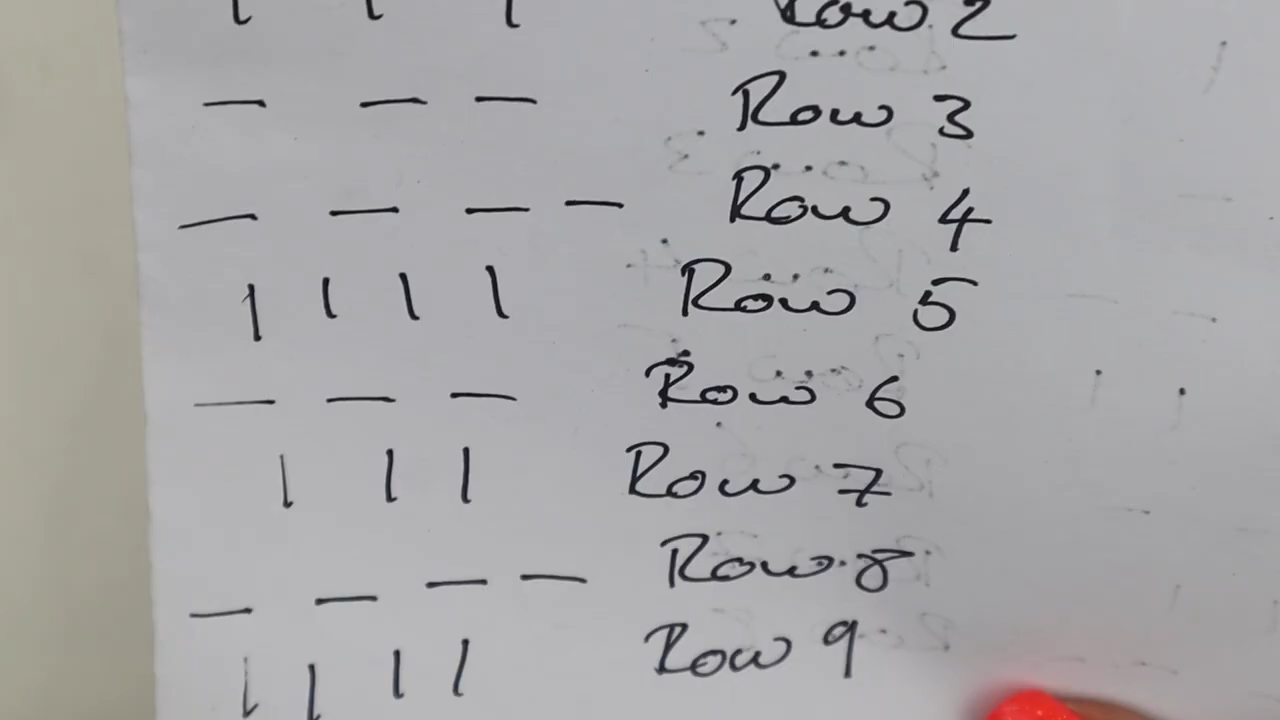 | | | Row 2
— — — Row 3
— — — — Row 4
| | | | Row 5
— — — Row 6
| | | Row 7
— — — — Row 8
| | | | Row 9